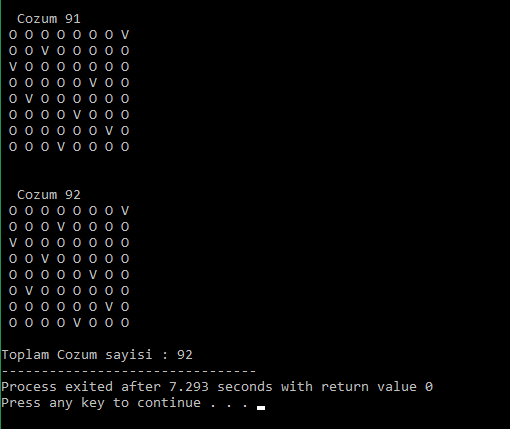 Cozum 91
O O O O O O O V
O O V O O O O O
V O O O O O O O
O O O O O V O O
O V O O O O O O
O O O O V O O O
O O O O O O V O
O O O V O O O O
Cozum 92
O O O O O O O V
O O O V O O O O
V O O O O O O O
O O V O O O O O
O O O O O V O O
O V O O O O O O
O O O O O O V O
O O O O V O O O
Toplam Cozum sayisi : 92
--------------------------------
Process exited after 7.293 seconds with return value 0
Press any key to continue . . .